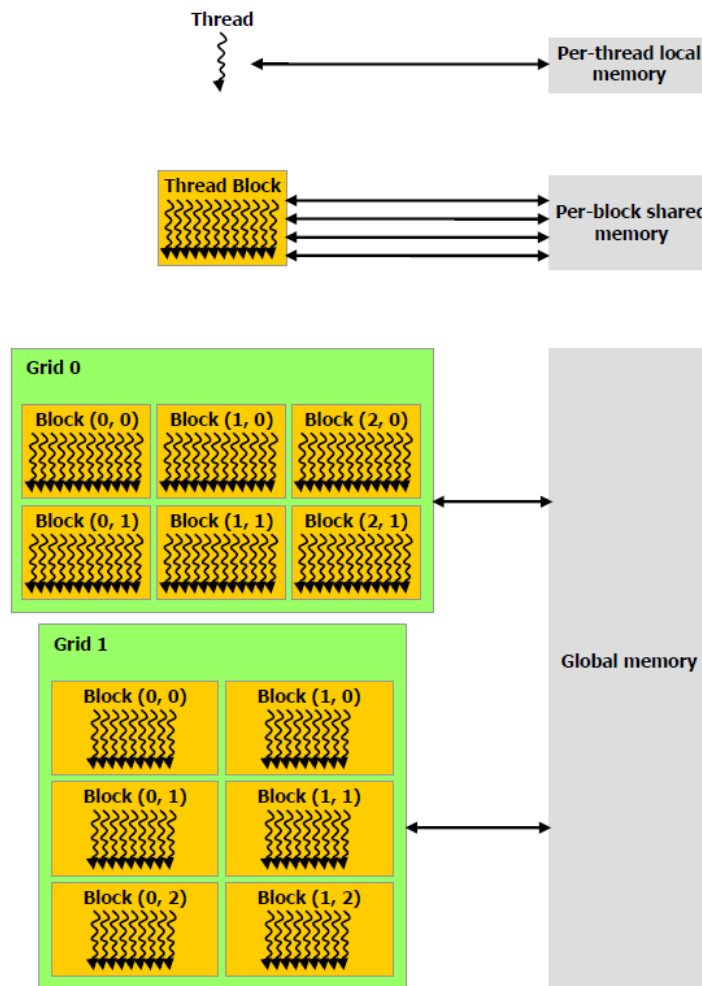 Thread
Per-thread local
memory
Thread Block
Per-block shared
memory
Grid 0
Block (0, 0) Block (1, 0) Block (2, 0)
Block (0, 1) Block (1, 1) Block (2, 1)
Global memory
Grid 1
Block (0, 0) Block (1, 0)
Block (0, 1) Block (1, 1)
Block (0, 2) Block (1, 2)